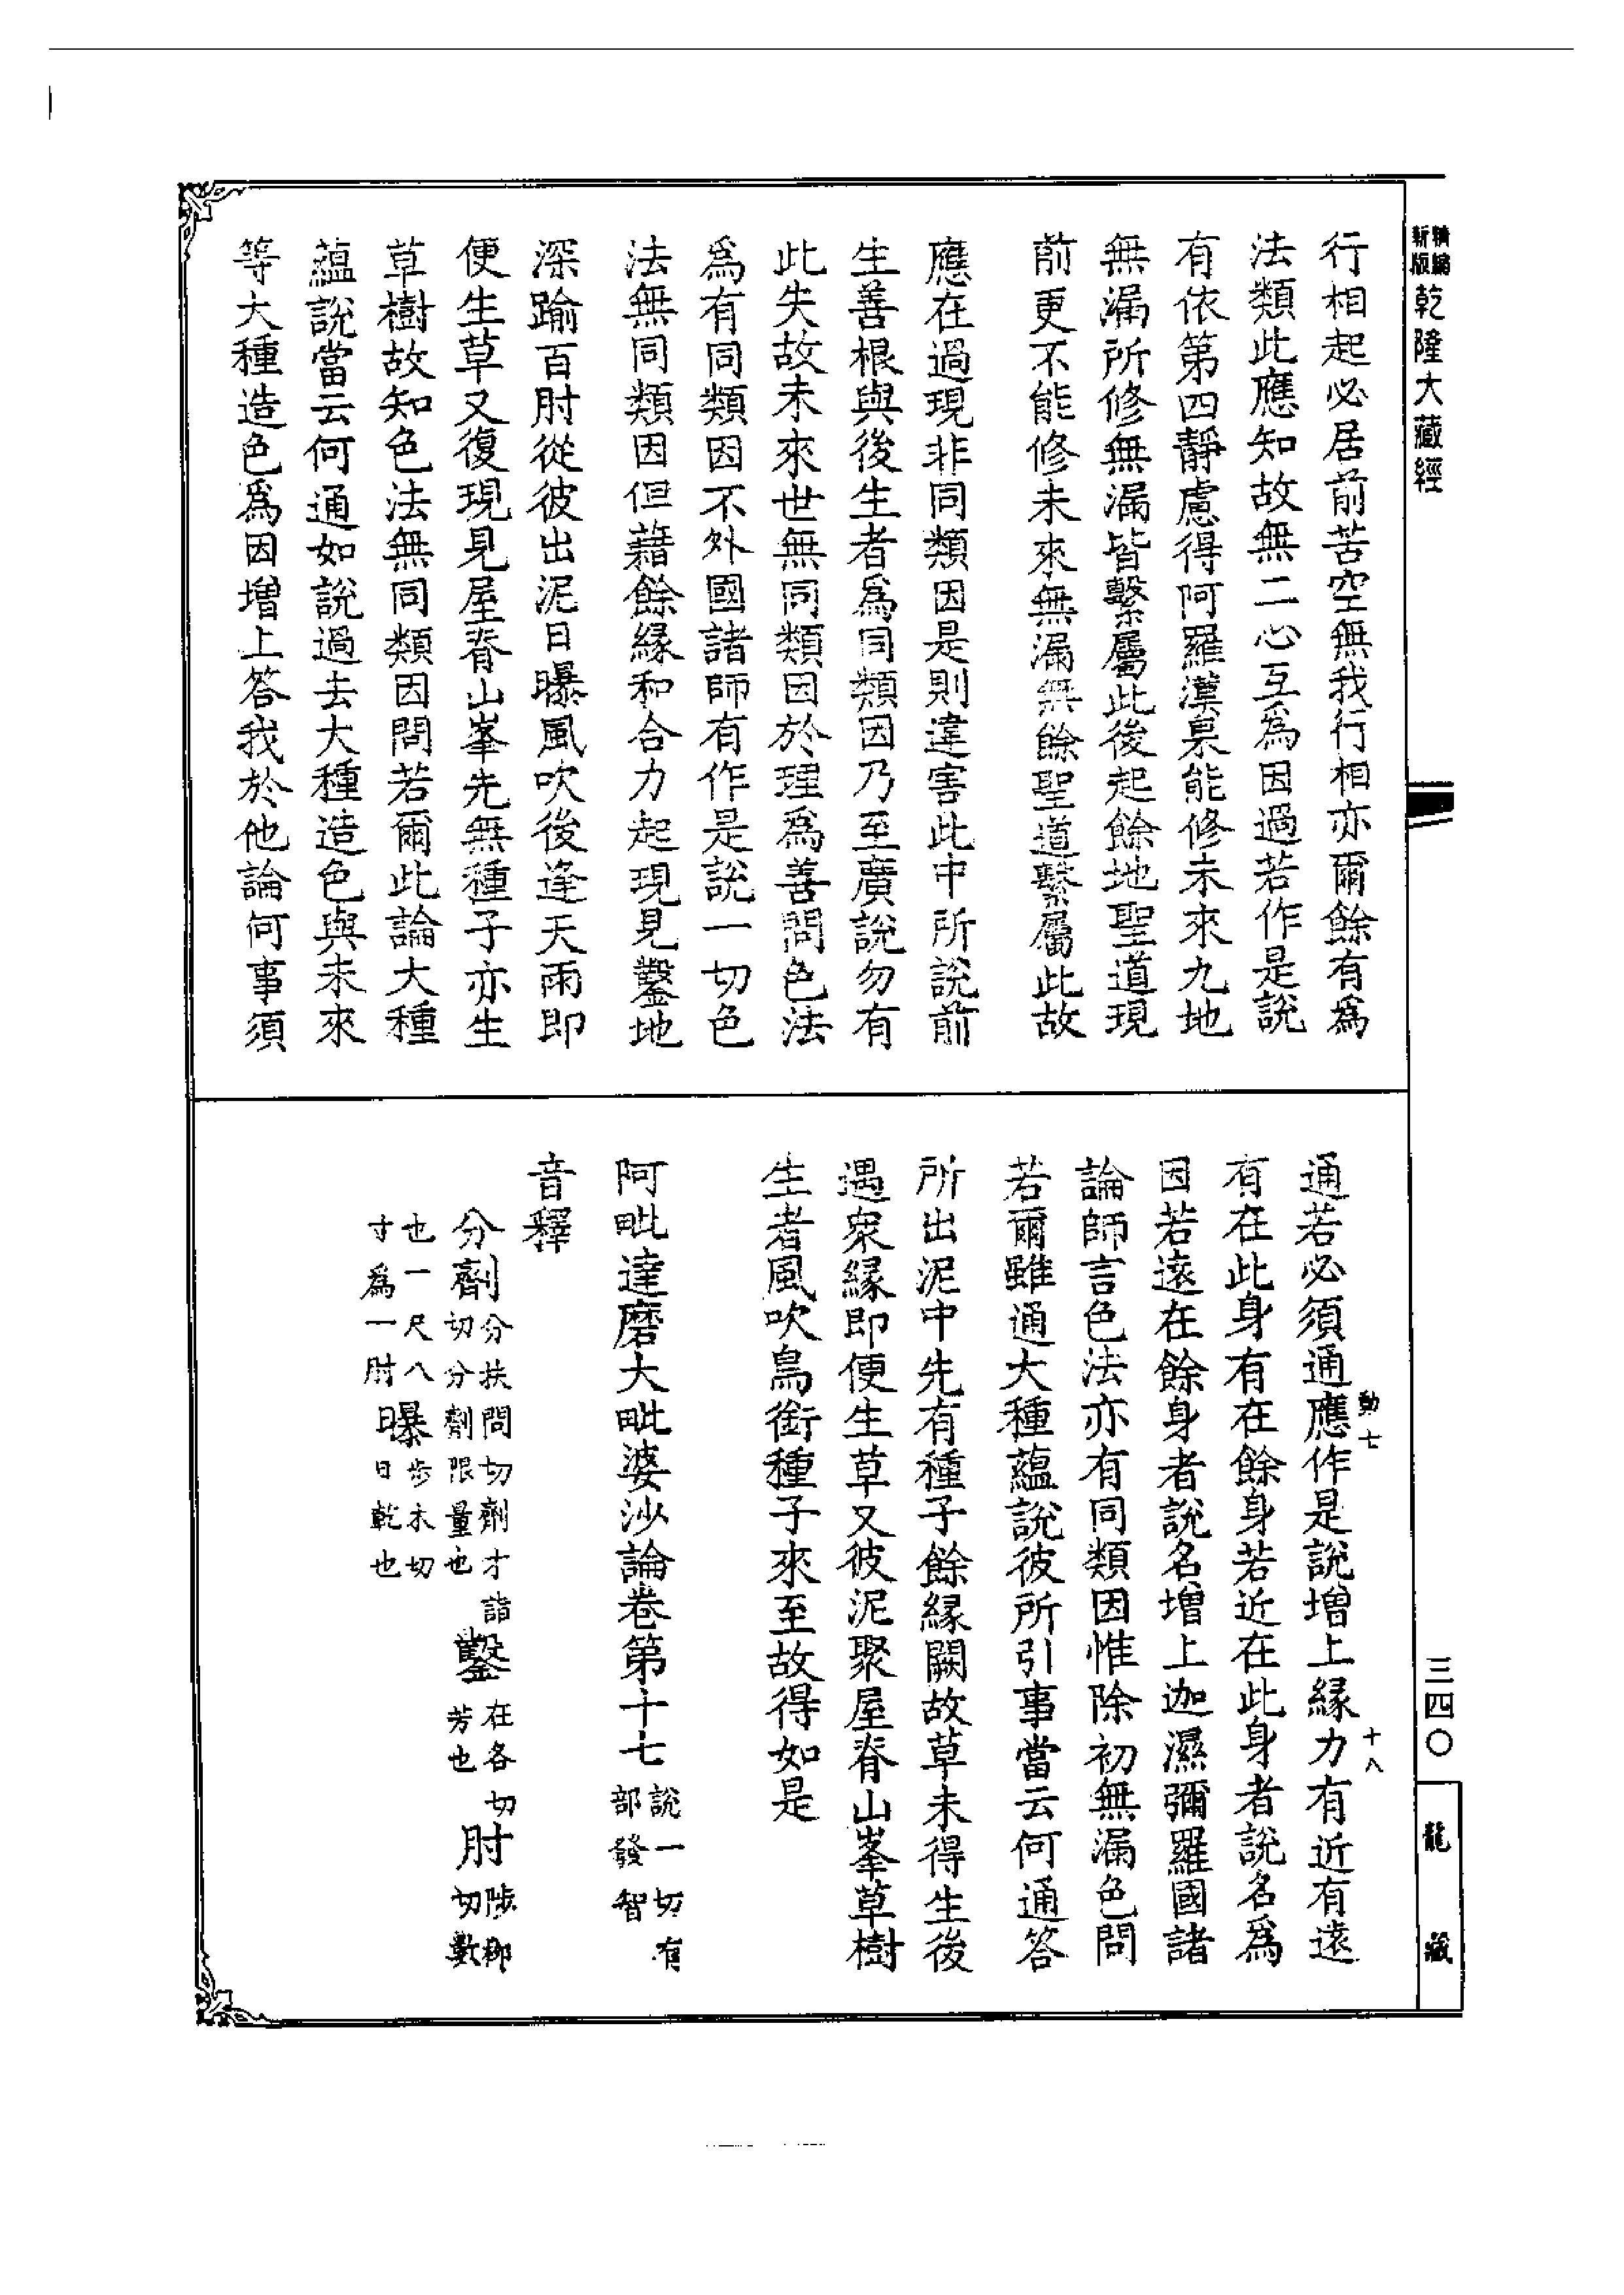 精編
新版
乾隆大藏經
行相起必居前苦空無我行相亦爾餘有爲
法類此應知故無二心互爲因過若作是說
有依第四靜慮得阿羅漢果能修未來九地
無漏所修無漏皆繫屬此後起餘地聖道現
前更不能修未來無漏無餘聖道繫屬此故
應在過現非同類因是則違害此中所說前
生善根與後生者爲同類因乃至廣說勿有
此失故未來世無同類因於理爲善問色法
爲有同類因不外國諸師有作是說一切色
法無同類因但藉餘緣和合力起現見鑿地
深踰百肘從彼出泥日曝風吹後逢天雨即
便生草又復現見屋脊山峯先無種子亦生
草樹故知色法無同類因問若爾此論大種
蘊說當云何通如說過去大種造色與未來
等大種造色爲因增上答我於他論何事須
通若必須通應作是說增上緣力有近有遠
有在此身有在餘身若近在此身者說名爲
因若遠在餘身者說名增上迦濕彌羅國諸
論師言色法亦有同類因惟除初無漏色問
若爾雖通大種蘊說彼所引事當云何通答
所出泥中先有種子餘緣闕故草未得生後
遇衆緣即便生草又彼泥聚屋脊山峯草樹
生者風吹鳥銜種子來至故得如是
阿毗達磨大毗婆沙論卷第十七 說一切有部發智
音釋
分劑 分扶問切劑才詣切分劑限量也 鑿 在各切 肘 陟柳切數
也一尺八寸爲一肘 曝 步木切日乾也
動七
十八
三四〇
龍藏